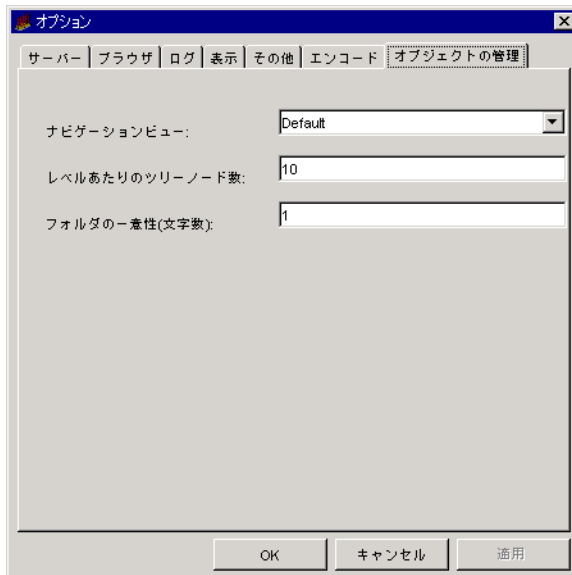 オプション
サーバー ブラウザ ログ 表示 その他 エンコード オブジェクトの管理
ナビゲーションビュー: Default
レベルあたりのツリーノード数: 10
フォルダの一意性(文字数): 1
OK キャンセル 適用